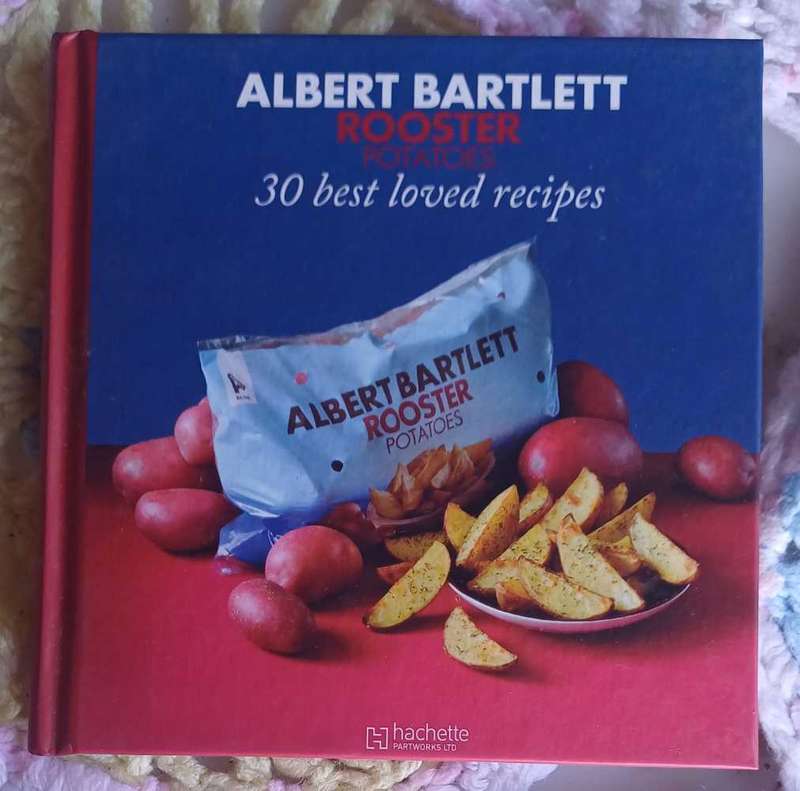 ALBERT BARTLETT
ROOSTER
POTATOES
30 best loved recipes
A
ALBERT BARTLETT
ROOSTER
POTATOES
H hachette
PARTWORKS LTD